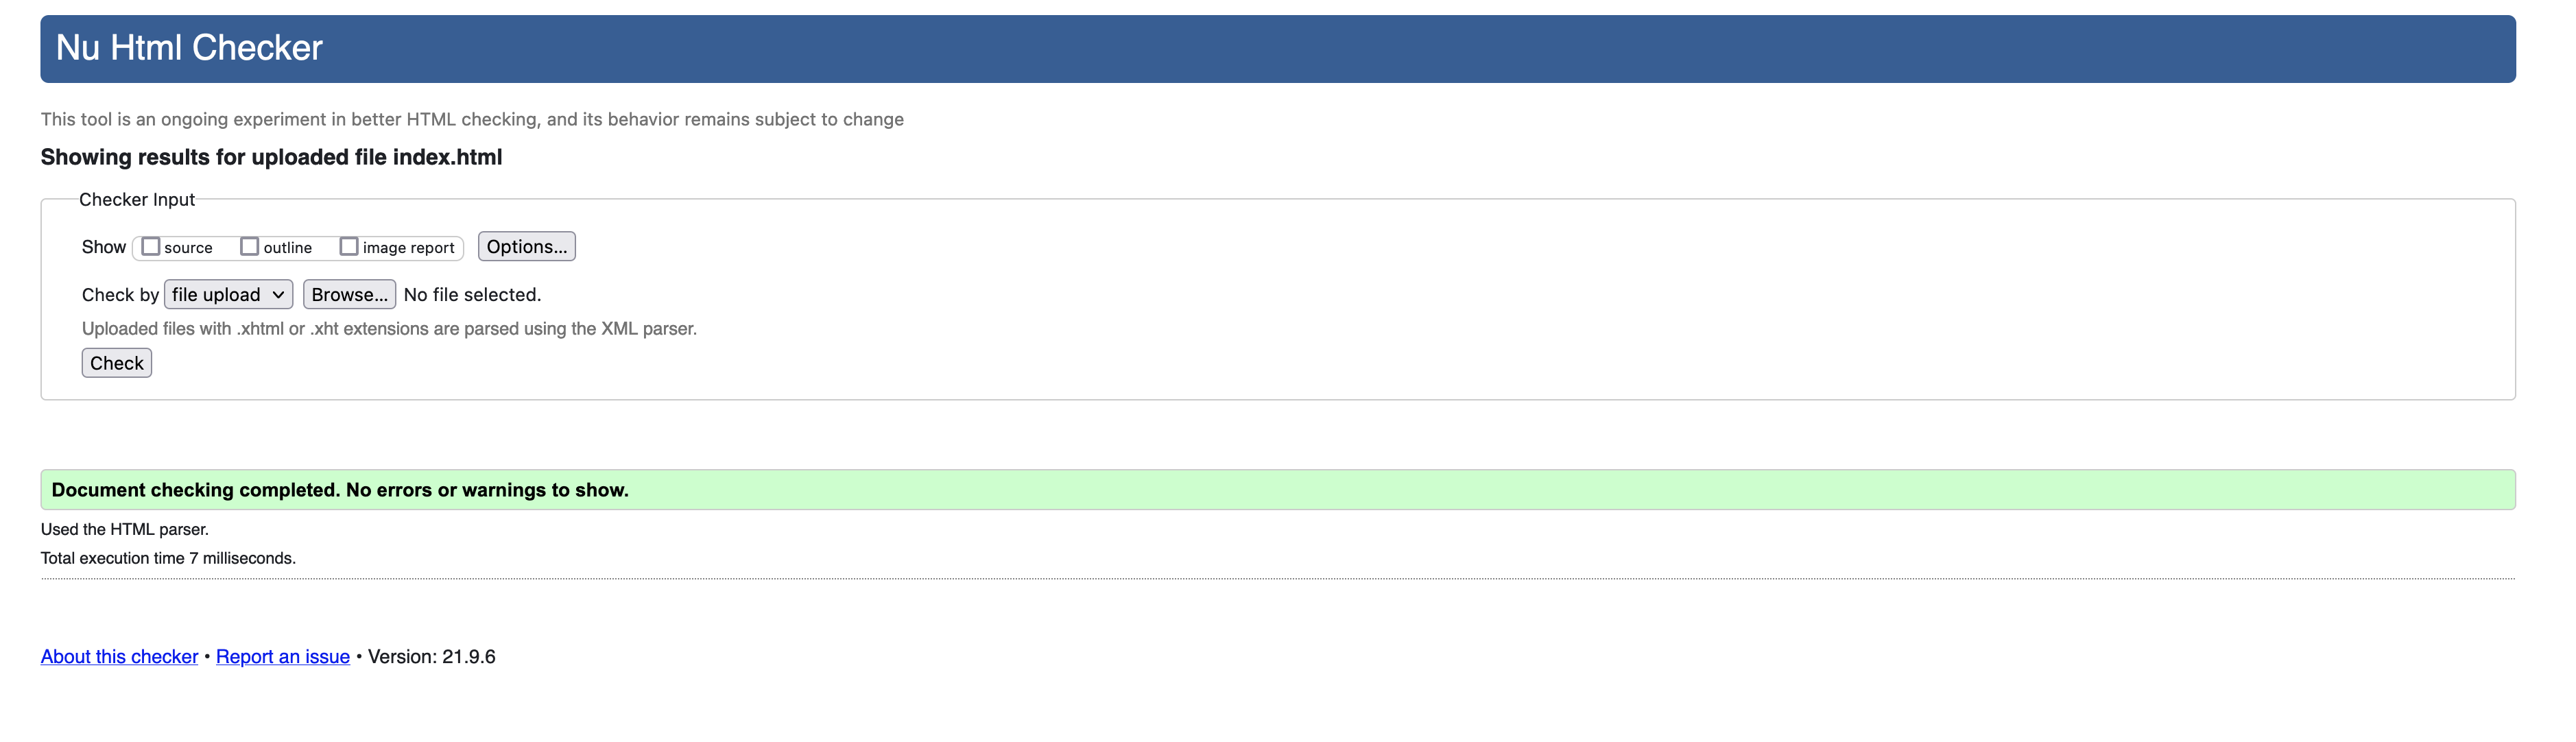 Nu Html Checker
This tool is an ongoing experiment in better HTML checking, and its behavior remains subject to change
Showing results for uploaded file index.html
Checker Input
Show source outline image report Options...
Check by file upload Browse... No file selected.
Uploaded files with .xhtml or .xht extensions are parsed using the XML parser.
Check
Document checking completed. No errors or warnings to show.
Used the HTML parser.
Total execution time 7 milliseconds.
About this checker • Report an issue • Version: 21.9.6